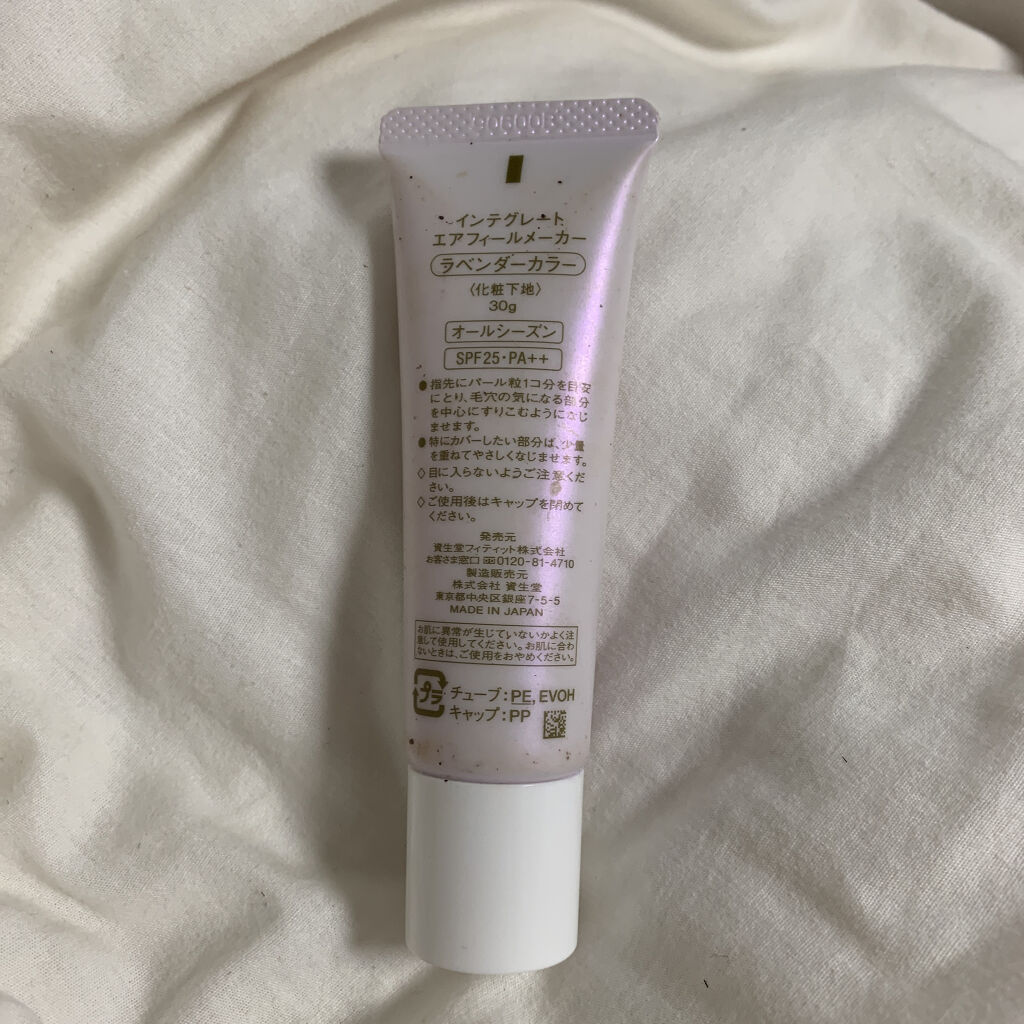 インテグレート
エアフィールメーカー
ラベンダーカラー
〈化粧下地〉
30g
オールシーズン
SPF25・PA++
●指先にパール粒1コ分を目安
にとり、毛穴の気になる部分
を中心にすりこむようになじ
ませます。
●特にカバーしたい部分は、少量
を重ねてやさしくなじませます。
◇目に入らないようご注意くだ
さい。
◇ご使用後はキャップを閉めて
ください。
発売元
資生堂フィティット株式会社
お客さま窓口 0120-81-4710
製造販売元
株式会社 資生堂
東京都中央区銀座7-5-5
MADE IN JAPAN
お肌に異常が生じていないかよく注
意して使用してください。お肌に合わ
ないときは、ご使用をおやめください。
プラ チューブ:PE, EVOH
キャップ:PP